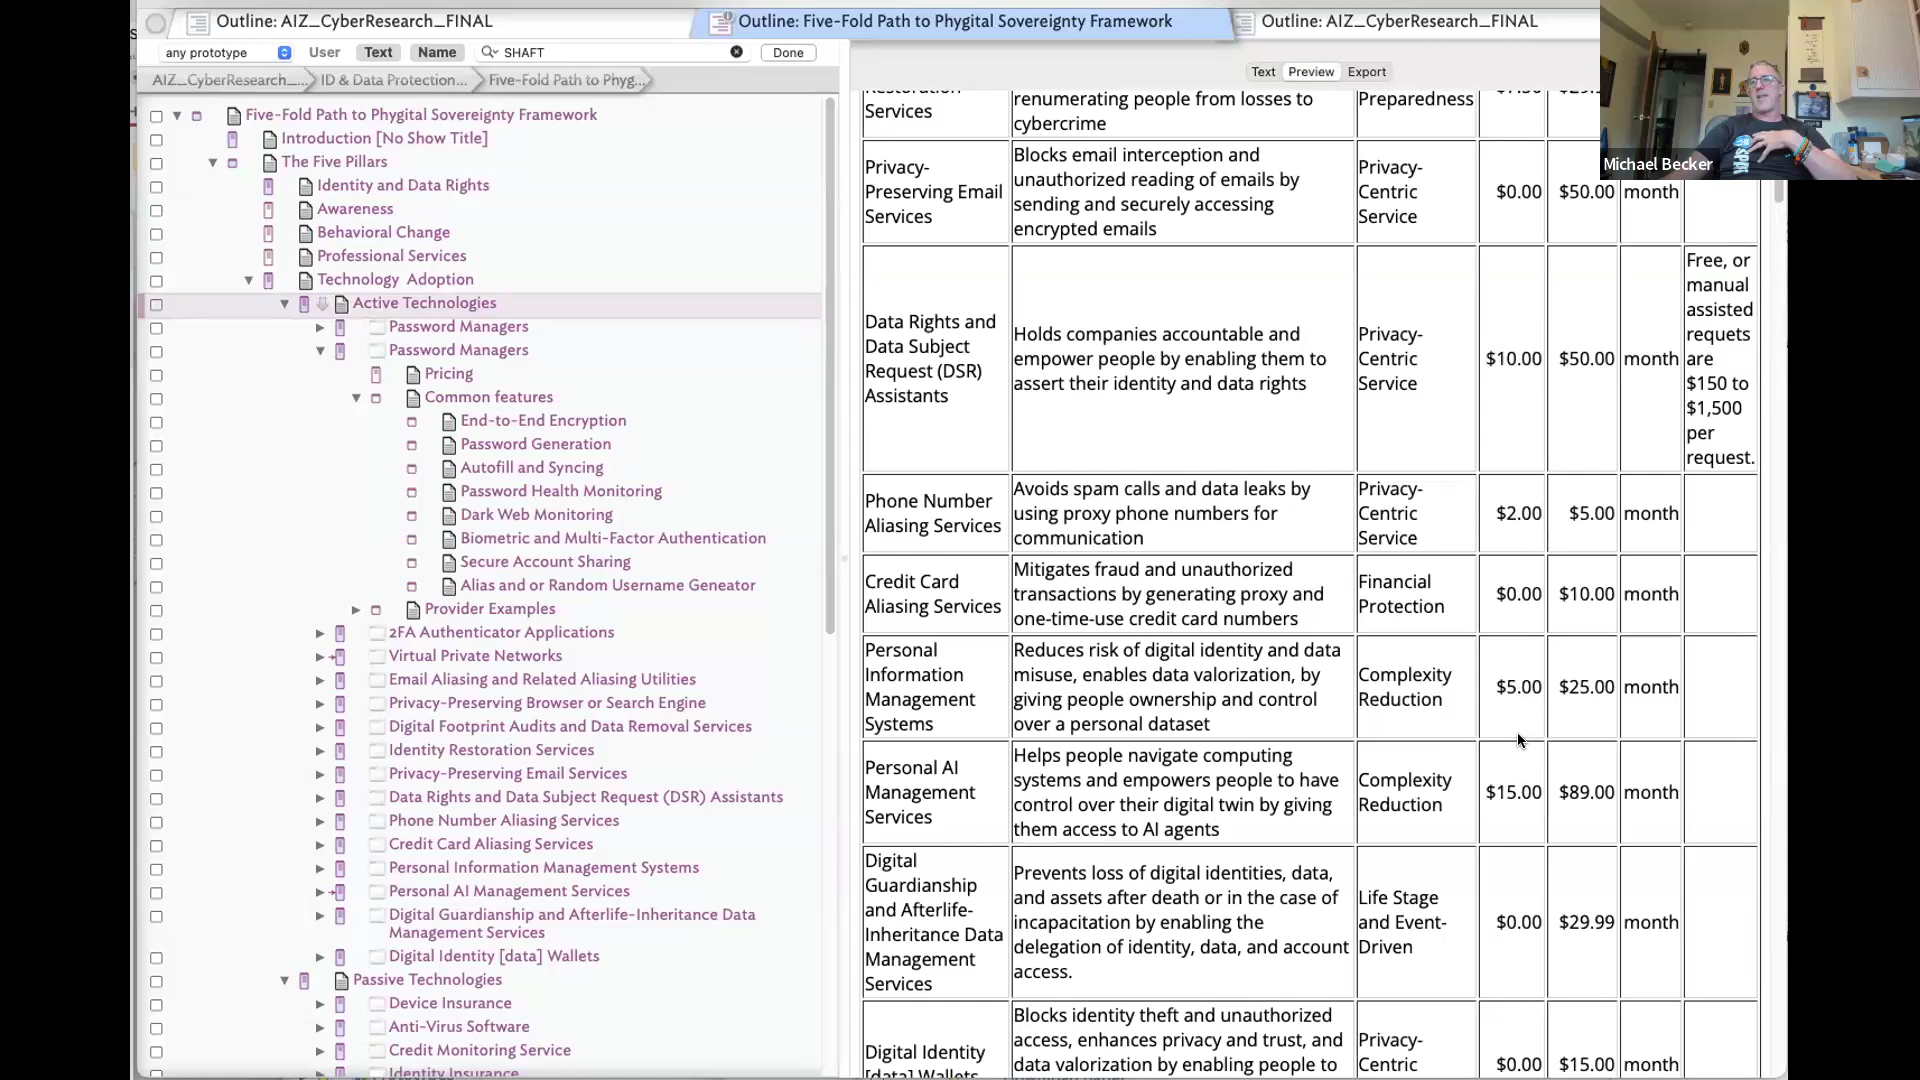 Outline: AIZ_CyberResearch_FINAL
Outline: Five-Fold Path to Phygital Sovereignty Framework
Outline: AIZ_CyberResearch_FINAL
any prototype User Text Name SHAFT Done
AIZ_CyberResearch_... ID & Data Protection... Five-Fold Path to Phyg...
Five-Fold Path to Phygital Sovereignty Framework
Introduction [No Show Title]
The Five Pillars
Identity and Data Rights
Awareness
Behavioral Change
Professional Services
Technology Adoption
Active Technologies
Password Managers
Password Managers
Pricing
Common features
End-to-End Encryption
Password Generation
Autofill and Syncing
Password Health Monitoring
Dark Web Monitoring
Biometric and Multi-Factor Authentication
Secure Account Sharing
Alias and or Random Username Geneator
Provider Examples
2FA Authenticator Applications
Virtual Private Networks
Email Aliasing and Related Aliasing Utilities
Privacy-Preserving Browser or Search Engine
Digital Footprint Audits and Data Removal Services
Identity Restoration Services
Privacy-Preserving Email Services
Data Rights and Data Subject Request (DSR) Assistants
Phone Number Aliasing Services
Credit Card Aliasing Services
Personal Information Management Systems
Personal AI Management Services
Digital Guardianship and Afterlife-Inheritance Data
Management Services
Digital Identity [data] Wallets
Passive Technologies
Device Insurance
Anti-Virus Software
Credit Monitoring Service
Identity Insurance
Text Preview Export
Restoration
Services
renumerating people from losses to
cybercrime
Preparedness
Privacy-
Preserving Email
Services
Blocks email interception and
unauthorized reading of emails by
sending and securely accessing
encrypted emails
Privacy-
Centric
Service
$0.00
$50.00
month
Data Rights and
Data Subject
Request (DSR)
Assistants
Holds companies accountable and
empower people by enabling them to
assert their identity and data rights
Privacy-
Centric
Service
$10.00
$50.00
month
Free, or
manual
assisted
requets
are
$150 to
$1,500
per
request.
Phone Number
Aliasing Services
Avoids spam calls and data leaks by
using proxy phone numbers for
communication
Privacy-
Centric
Service
$2.00
$5.00
month
Credit Card
Aliasing Services
Mitigates fraud and unauthorized
transactions by generating proxy and
one-time-use credit card numbers
Financial
Protection
$0.00
$10.00
month
Personal
Information
Management
Systems
Reduces risk of digital identity and data
misuse, enables data valorization, by
giving people ownership and control
over a personal dataset
Complexity
Reduction
$5.00
$25.00
month
Personal AI
Management
Services
Helps people navigate computing
systems and empowers people to have
control over their digital twin by giving
them access to AI agents
Complexity
Reduction
$15.00
$89.00
month
Digital
Guardianship
and Afterlife-
Inheritance Data
Management
Services
Prevents loss of digital identities, data,
and assets after death or in the case of
incapacitation by enabling the
delegation of identity, data, and account
access.
Life Stage
and Event-
Driven
$0.00
$29.99
month
Digital Identity
[data] Wallets
Blocks identity theft and unauthorized
access, enhances privacy and trust, and
data valorization by enabling people to
Privacy-
Centric
$0.00
$15.00
month
Michael Becker